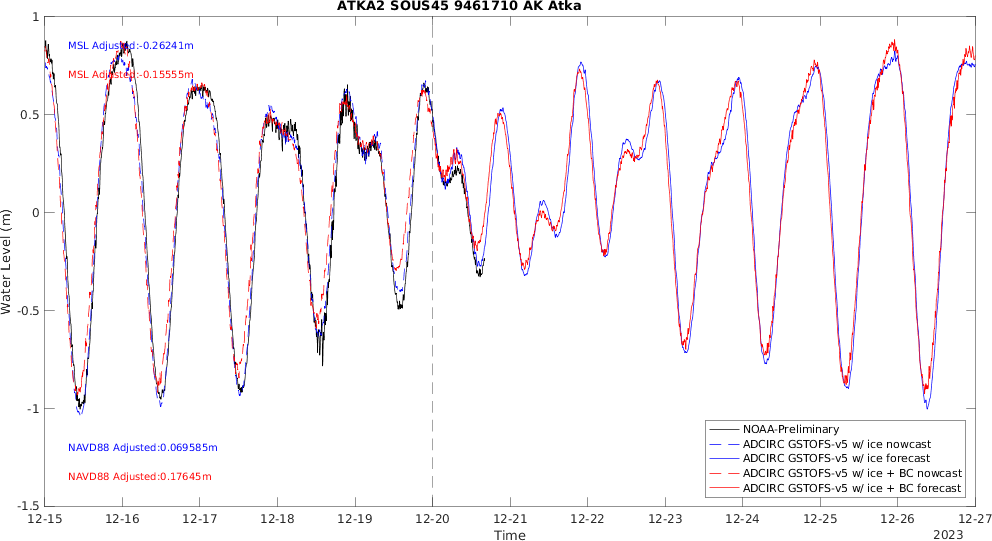 ATKA2 SOUS45 9461710 AK Atka
MSL Adjusted:-0.26241m
MSL Adjusted:-0.15555m
NAVD88 Adjusted:0.069585m
NAVD88 Adjusted:0.17645m
Water Level (m)
1
0.5
0
-0.5
-1
-1.5
NOAA-Preliminary
ADCIRC GSTOFS-v5 w/ ice nowcast
ADCIRC GSTOFS-v5 w/ ice forecast
ADCIRC GSTOFS-v5 w/ ice + BC nowcast
ADCIRC GSTOFS-v5 w/ ice + BC forecast
12-15 12-16 12-17 12-18 12-19 12-20 12-21 12-22 12-23 12-24 12-25 12-26 12-27
Time
2023